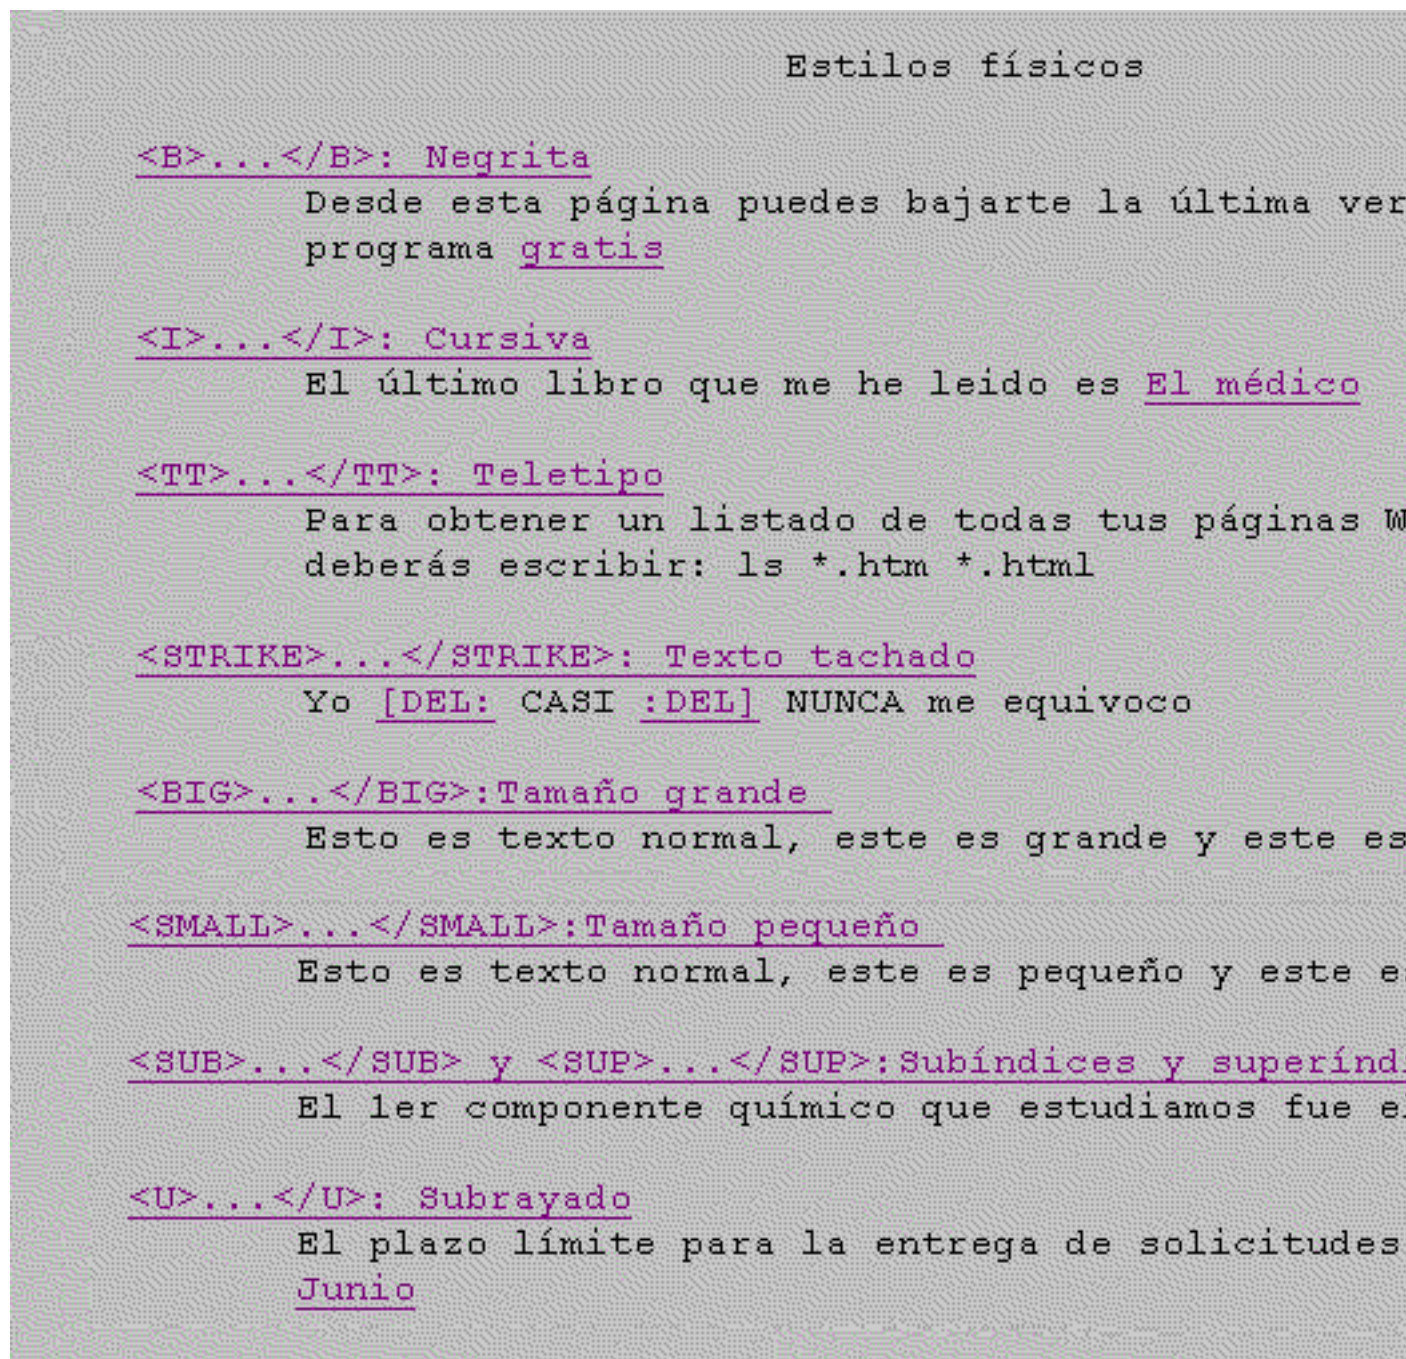 Estilos físicos
<B>...</B>: Negrita
Desde esta página puedes bajarte la última ver
programa gratis
<I>...</I>: Cursiva
El último libro que me he leido es El médico
<TT>...</TT>: Teletipo
Para obtener un listado de todas tus páginas W
deberás escribir: ls *.htm *.html
<STRIKE>...</STRIKE>: Texto tachado
Yo [DEL: CASI :DEL] NUNCA me equivoco
<BIG>...</BIG>:Tamaño grande
Esto es texto normal, este es grande y este es
<SMALL>...</SMALL>:Tamaño pequeño
Esto es texto normal, este es pequeño y este es
<SUB>...</SUB> y <SUP>...</SUP>:Subíndices y superíndi
El 1er componente químico que estudiamos fue el
<U>...</U>: Subrayado
El plazo límite para la entrega de solicitudes
Junio